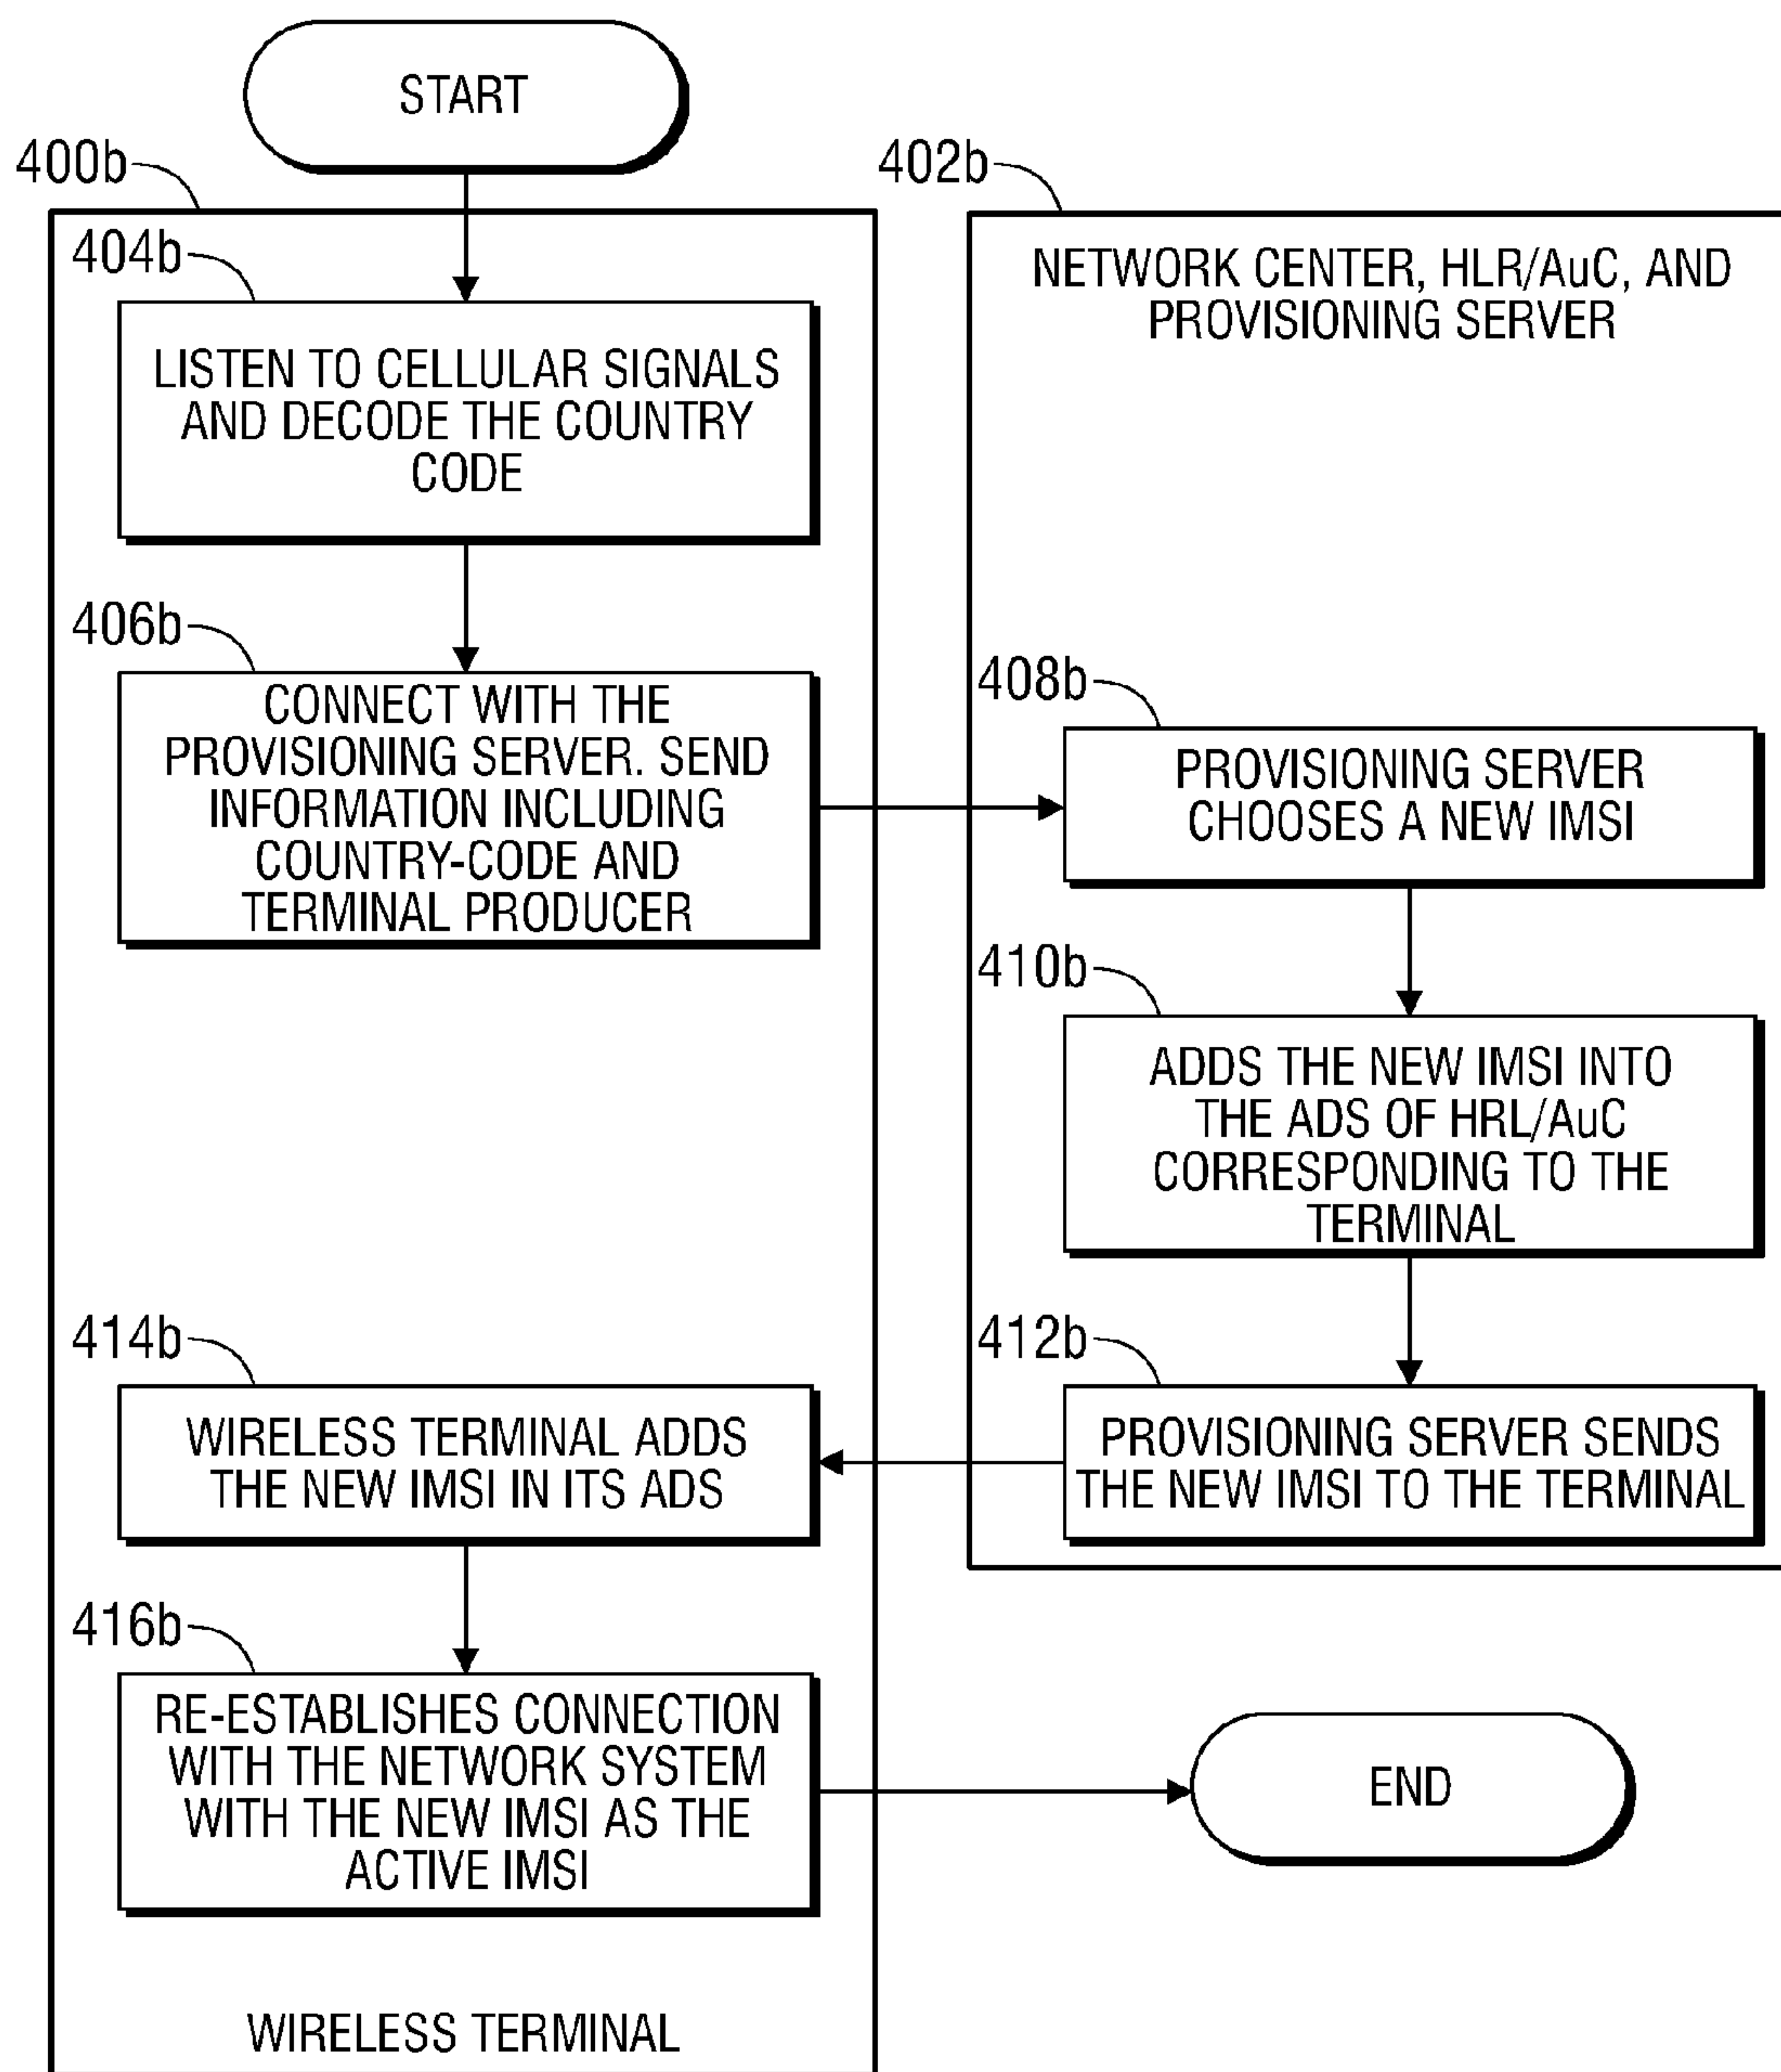 START
400b
402b
404b
NETWORK CENTER, HLR/AuC, AND
PROVISIONING SERVER
LISTEN TO CELLULAR SIGNALS
AND DECODE THE COUNTRY
CODE
406b
CONNECT WITH THE
PROVISIONING SERVER. SEND
INFORMATION INCLUDING
COUNTRY-CODE AND
TERMINAL PRODUCER
408b
PROVISIONING SERVER
CHOOSES A NEW IMSI
410b
ADDS THE NEW IMSI INTO
THE ADS OF HRL/AuC
CORRESPONDING TO THE
TERMINAL
412b
PROVISIONING SERVER SENDS
THE NEW IMSI TO THE TERMINAL
414b
WIRELESS TERMINAL ADDS
THE NEW IMSI IN ITS ADS
416b
RE-ESTABLISHES CONNECTION
WITH THE NETWORK SYSTEM
WITH THE NEW IMSI AS THE
ACTIVE IMSI
END
WIRELESS TERMINAL